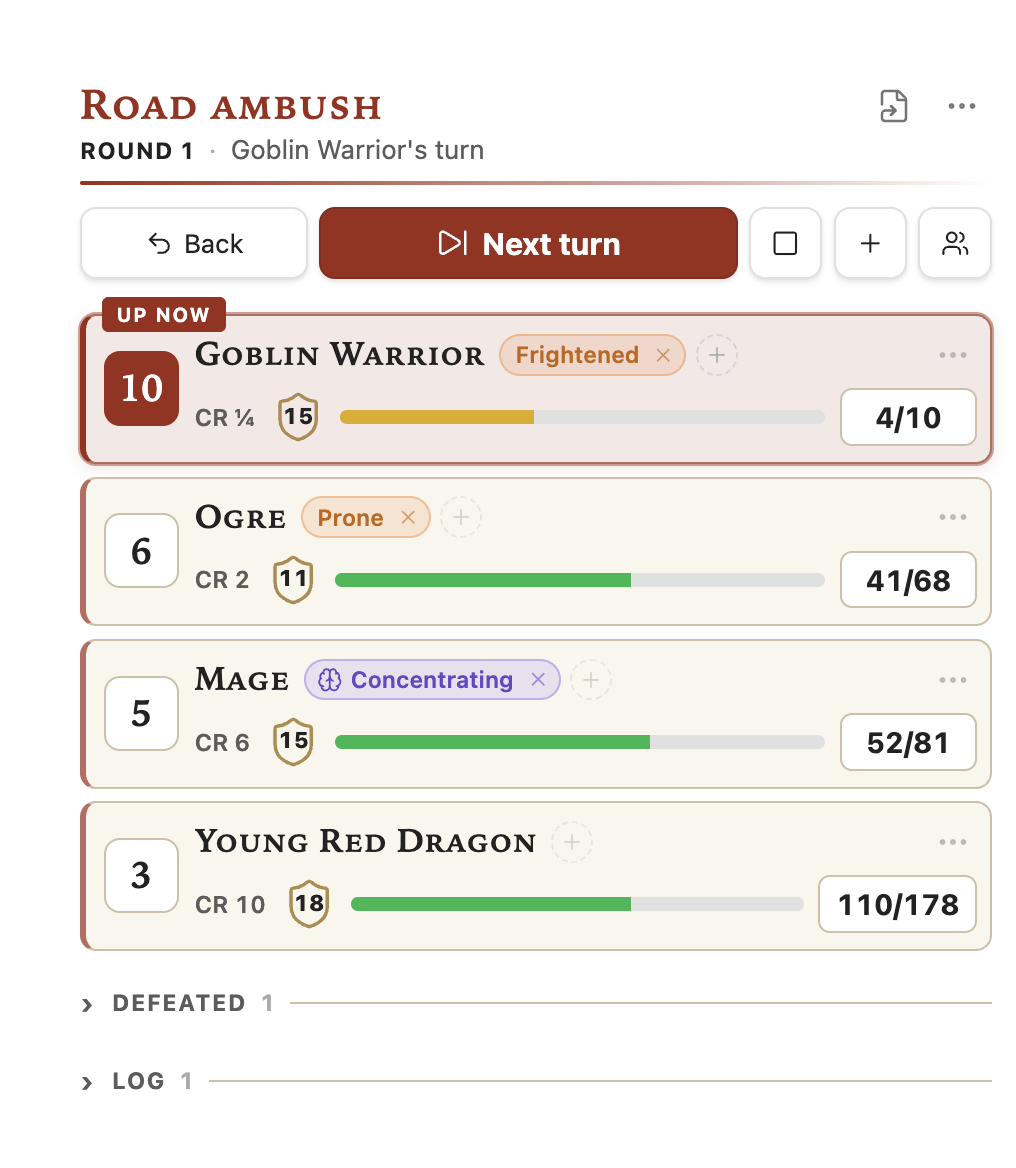 Road ambush
ROUND 1 · Goblin Warrior's turn
Back
Next turn
UP NOW
10
Goblin Warrior
Frightened
CR ¼
15
4/10
6
Ogre
Prone
CR 2
11
41/68
5
Mage
Concentrating
CR 6
15
52/81
3
Young Red Dragon
CR 10
18
110/178
DEFEATED 1
LOG 1